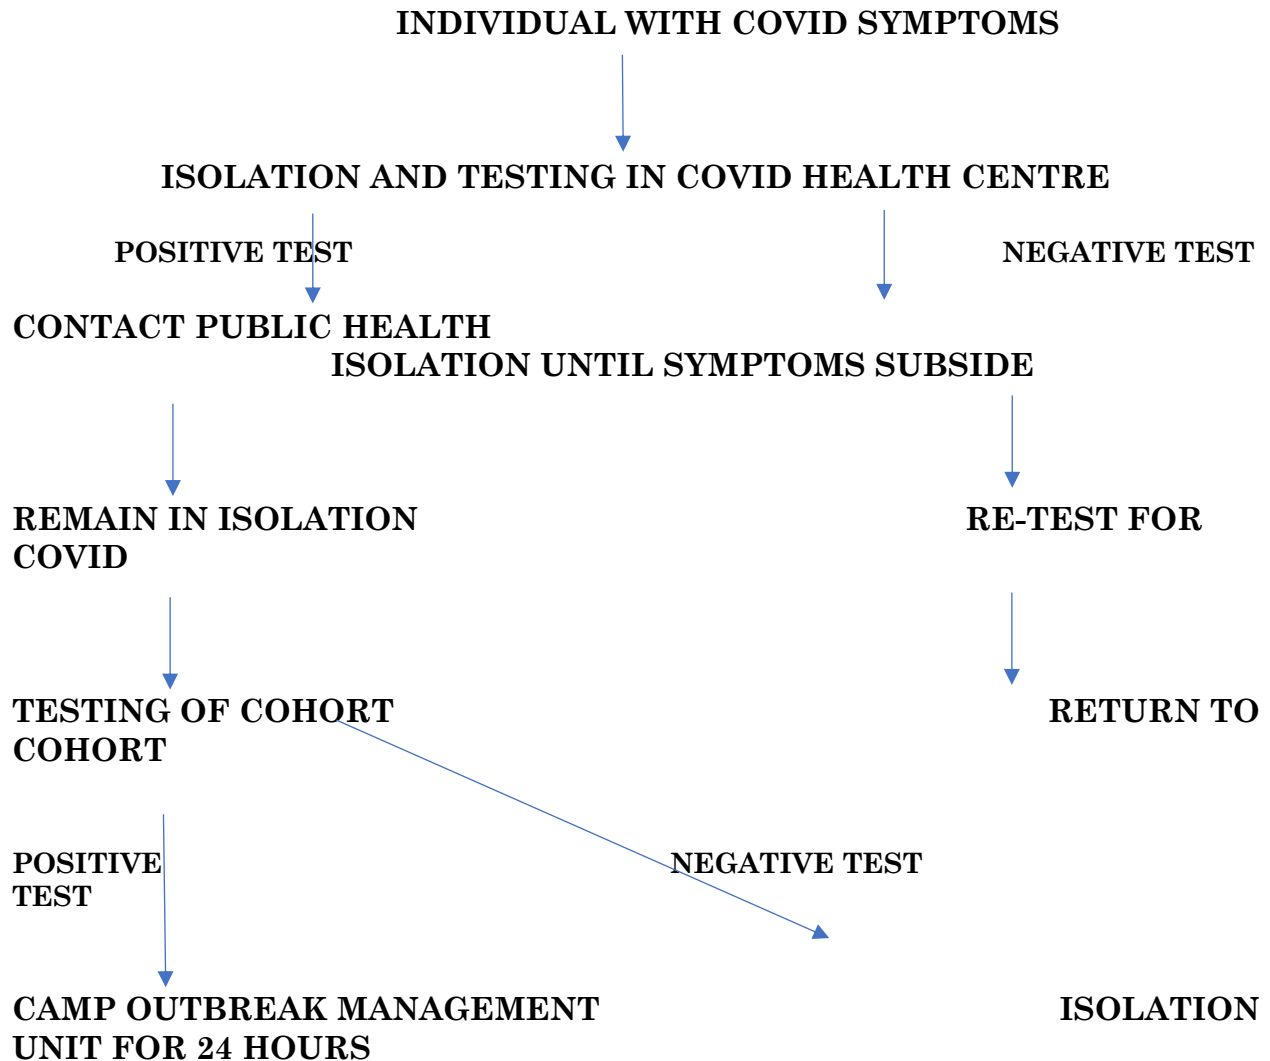 INDIVIDUAL WITH COVID SYMPTOMS
ISOLATION AND TESTING IN COVID HEALTH CENTRE
POSITIVE TEST NEGATIVE TEST
CONTACT PUBLIC HEALTH
ISOLATION UNTIL SYMPTOMS SUBSIDE
REMAIN IN ISOLATION RE-TEST FOR
COVID
TESTING OF COHORT RETURN TO
COHORT
POSITIVE NEGATIVE TEST
TEST
CAMP OUTBREAK MANAGEMENT ISOLATION
UNIT FOR 24 HOURS